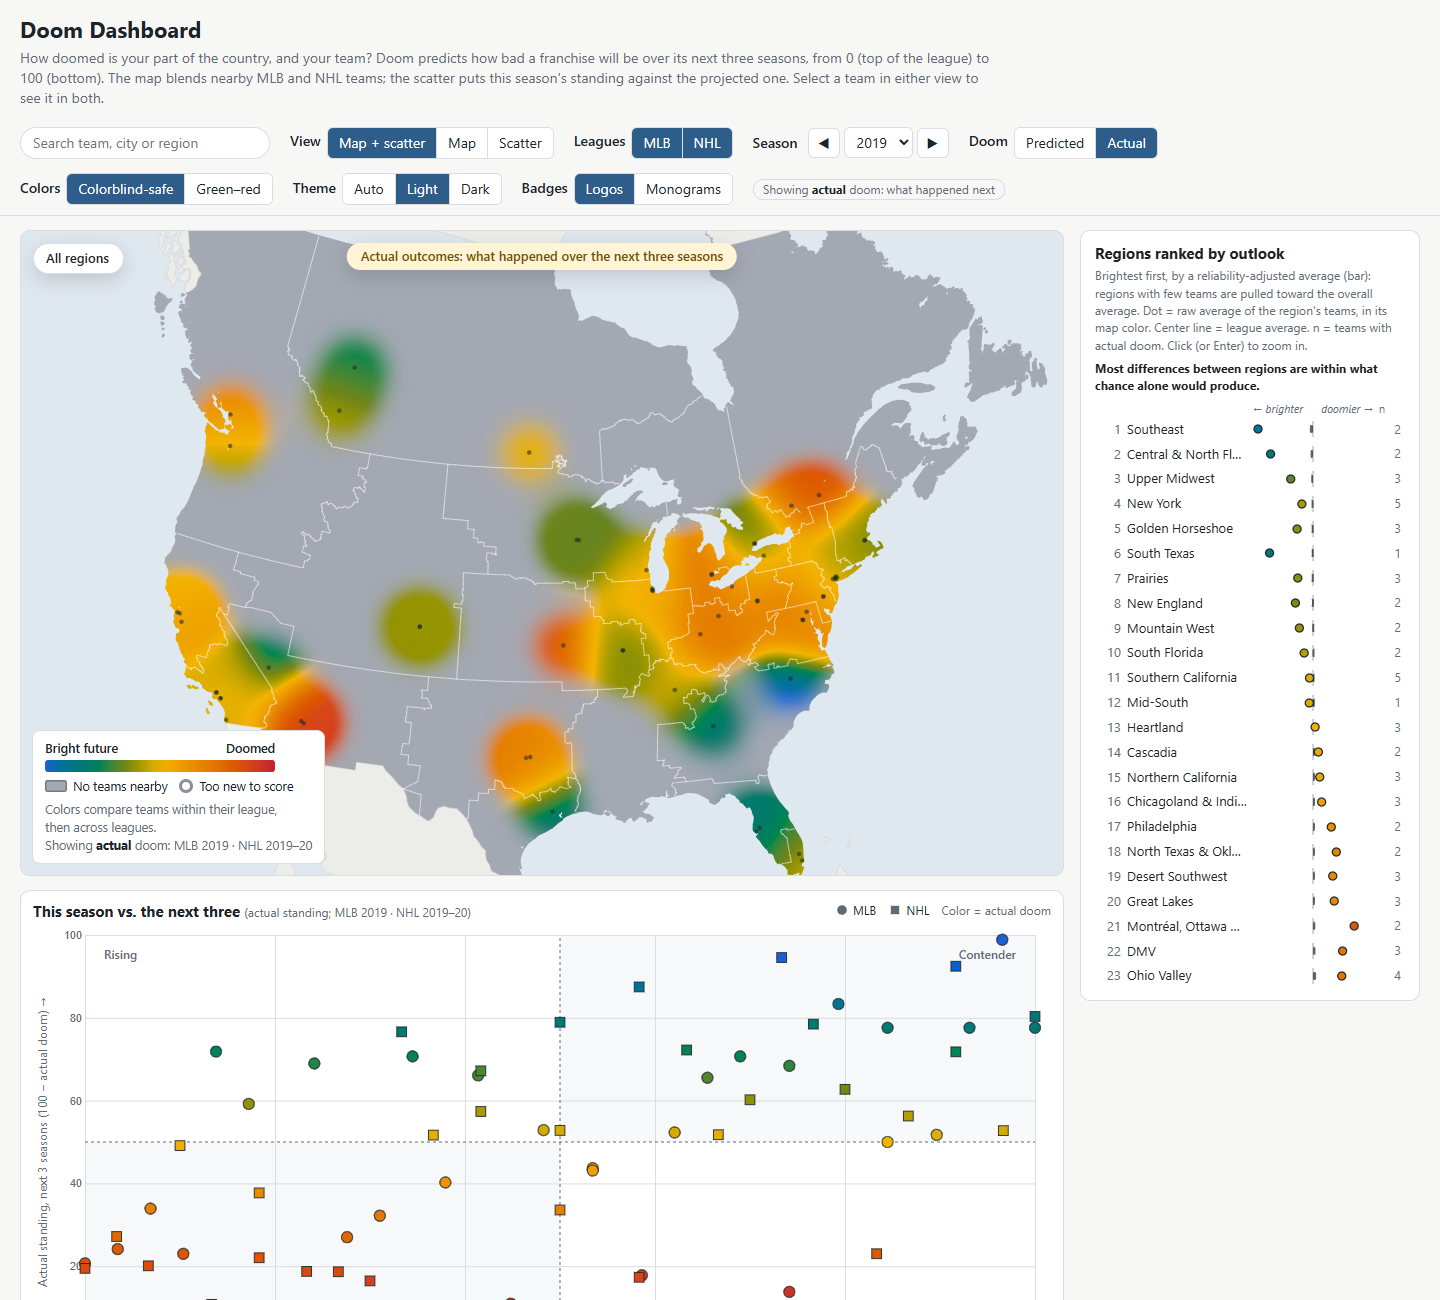 Doom Dashboard
How doomed is your part of the country, and your team? Doom predicts how bad a franchise will be over its next three seasons, from 0 (top of the league) to
100 (bottom). The map blends nearby MLB and NHL teams; the scatter puts this season's standing against the projected one. Select a team in either view to
see it in both.
Search team, city or region
View Map + scatter Map Scatter Leagues MLB NHL Season ◀ 2019 ▶ Doom Predicted Actual
Colors Colorblind-safe Green–red Theme Auto Light Dark Badges Logos Monograms Showing actual doom: what happened next
All regions
Actual outcomes: what happened over the next three seasons
Bright future Doomed
No teams nearby Too new to score
Colors compare teams within their league,
then across leagues.
Showing actual doom: MLB 2019 · NHL 2019–20
Regions ranked by outlook
Brightest first, by a reliability-adjusted average (bar):
regions with few teams are pulled toward the overall
average. Dot = raw average of the region's teams, in its
map color. Center line = league average. n = teams with
actual doom. Click (or Enter) to zoom in.
Most differences between regions are within what
chance alone would produce.
← brighter doomier → n
1 Southeast 2
2 Central & North Fl... 2
3 Upper Midwest 3
4 New York 5
5 Golden Horseshoe 3
6 South Texas 1
7 Prairies 3
8 New England 2
9 Mountain West 2
10 South Florida 2
11 Southern California 5
12 Mid-South 1
13 Heartland 3
14 Cascadia 2
15 Northern California 3
16 Chicagoland & Indi... 3
17 Philadelphia 2
18 North Texas & Okl... 2
19 Desert Southwest 3
20 Great Lakes 3
21 Montréal, Ottawa ... 2
22 DMV 3
23 Ohio Valley 4
This season vs. the next three (actual standing; MLB 2019 · NHL 2019–20)
MLB NHL Color = actual doom
100
Rising Contender
80
60
40
20
Actual standing, next 3 seasons (100 − actual doom) →